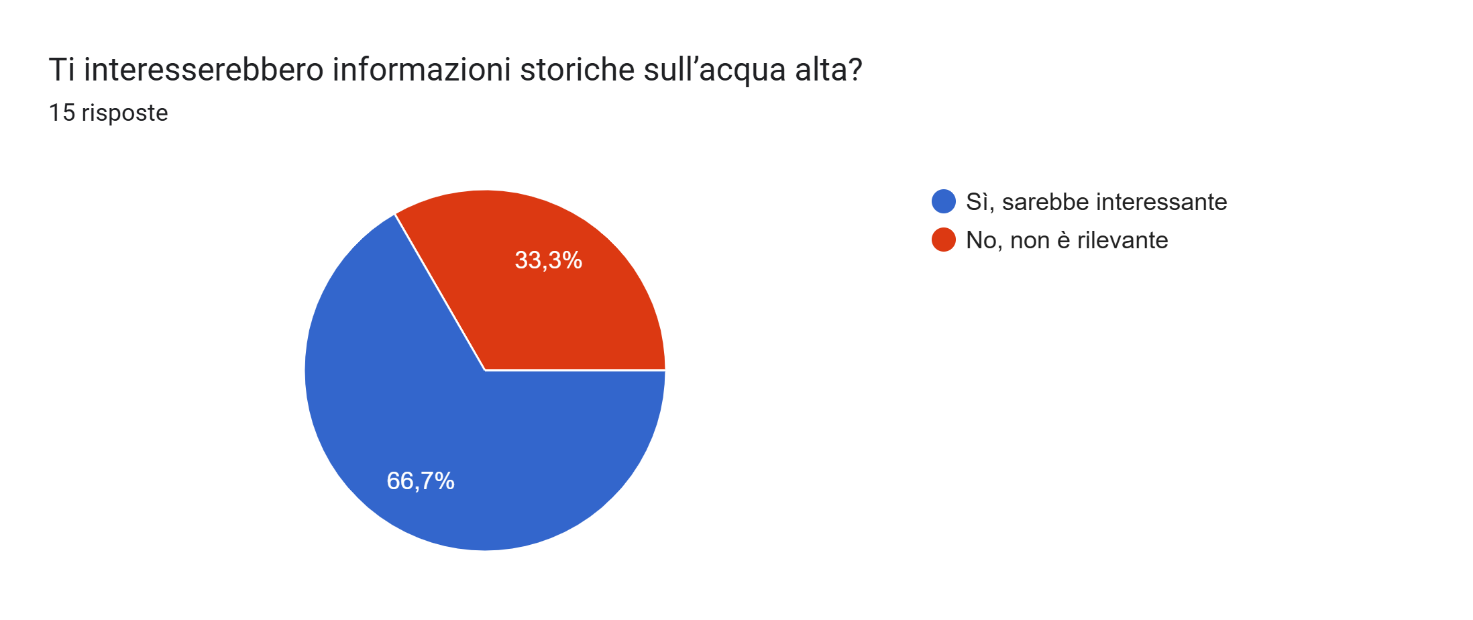 Ti interesserebbero informazioni storiche sull’acqua alta?
15 risposte
Sì, sarebbe interessante
No, non è rilevante
33,3%
66,7%